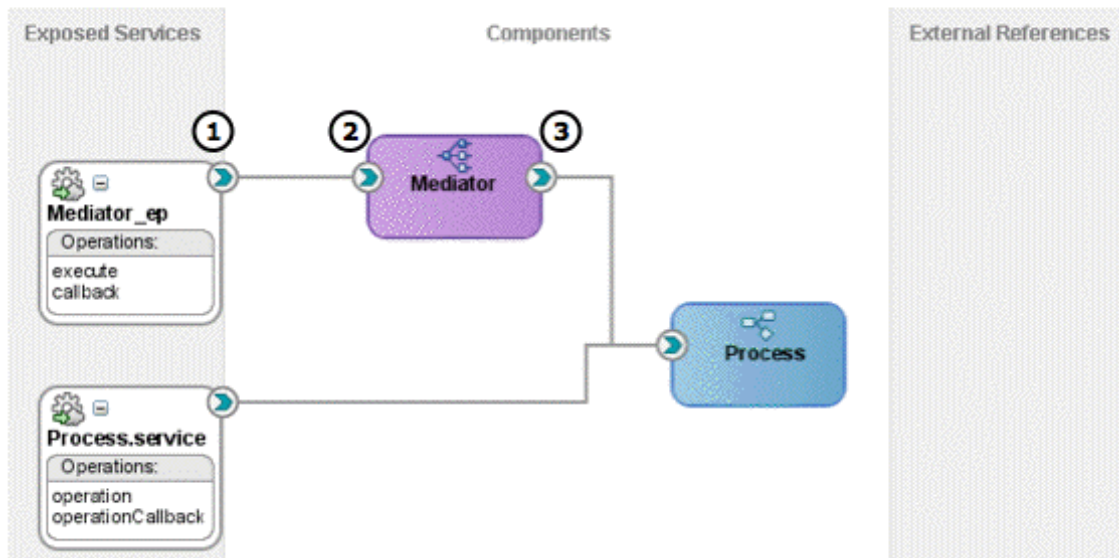 Exposed Services
Components
External References
1
2
3
Mediator_ep
Operations:
execute
callback
Mediator
Process
Process.service
Operations:
operation
operationCallback